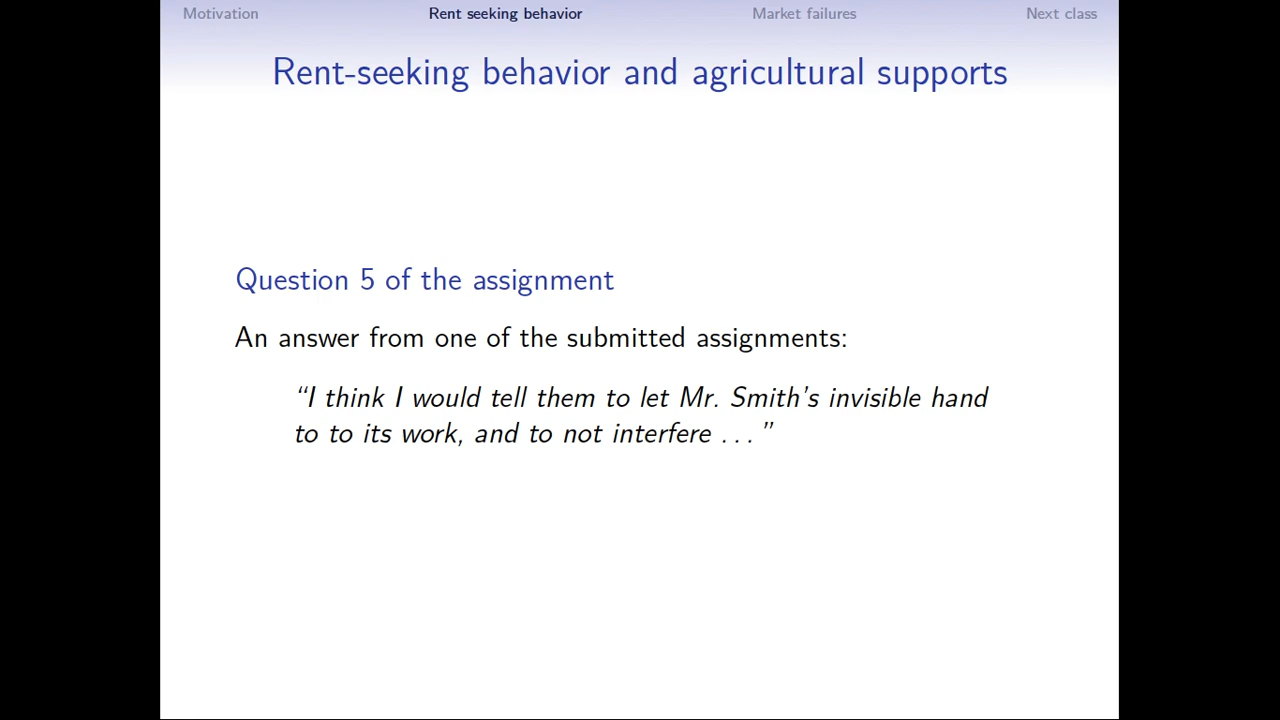 Motivation Rent seeking behavior Market failures Next class
Rent-seeking behavior and agricultural supports
Question 5 of the assignment
An answer from one of the submitted assignments:
“I think I would tell them to let Mr. Smith’s invisible hand
to to its work, and to not interfere . . . ”